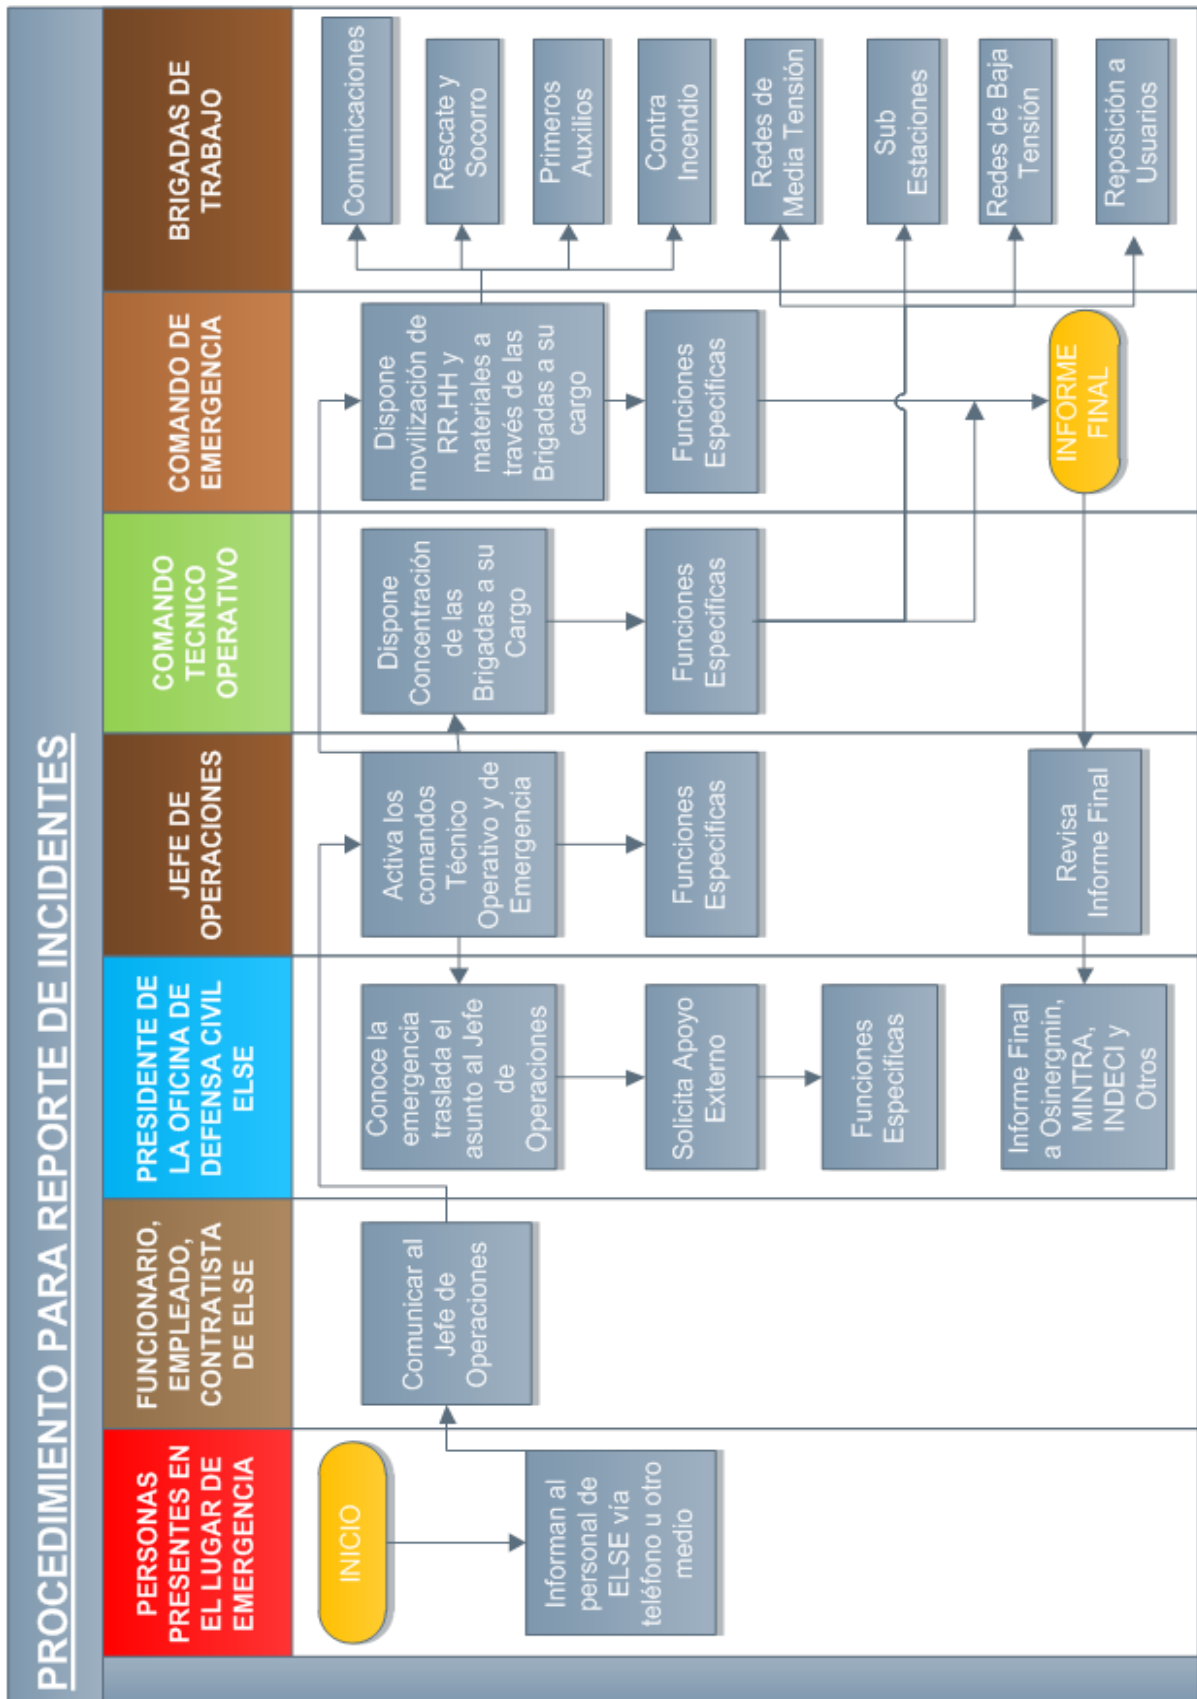 PROCEDIMIENTO PARA REPORTE DE INCIDENTES
PERSONAS
PRESENTES EN
EL LUGAR DE
EMERGENCIA
FUNCIONARIO,
EMPLEADO,
CONTRATISTA
DE ELSE
PRESIDENTE DE
LA OFICINA DE
DEFENSA CIVIL
ELSE
JEFE DE
OPERACIONES
COMANDO
TECNICO
OPERATIVO
COMANDO DE
EMERGENCIA
BRIGADAS DE
TRABAJO
INICIO
Informan al
personal de
ELSE vía
teléfono u otro
medio
Comunicar al
Jefe de
Operaciones
Conoce la
emergencia
traslada el
asunto al Jefe
de
Operaciones
Solicita Apoyo
Externo
Funciones
Especificas
Informe Final
a Osinergmin,
MINTRA,
INDECI y
Otros
Activa los
comandos
Técnico
Operativo y de
Emergencia
Funciones
Especificas
Revisa
Informe Final
Dispone
Concentración
de las
Brigadas a su
Cargo
Funciones
Especificas
Dispone
movilización de
RR.HH y
materiales a
través de las
Brigadas a su
cargo
Funciones
Especificas
INFORME
FINAL
Comunicaciones
Rescate y
Socorro
Primeros
Auxilios
Contra
Incendio
Redes de
Media Tensión
Sub
Estaciones
Redes de Baja
Tensión
Reposición a
Usuarios